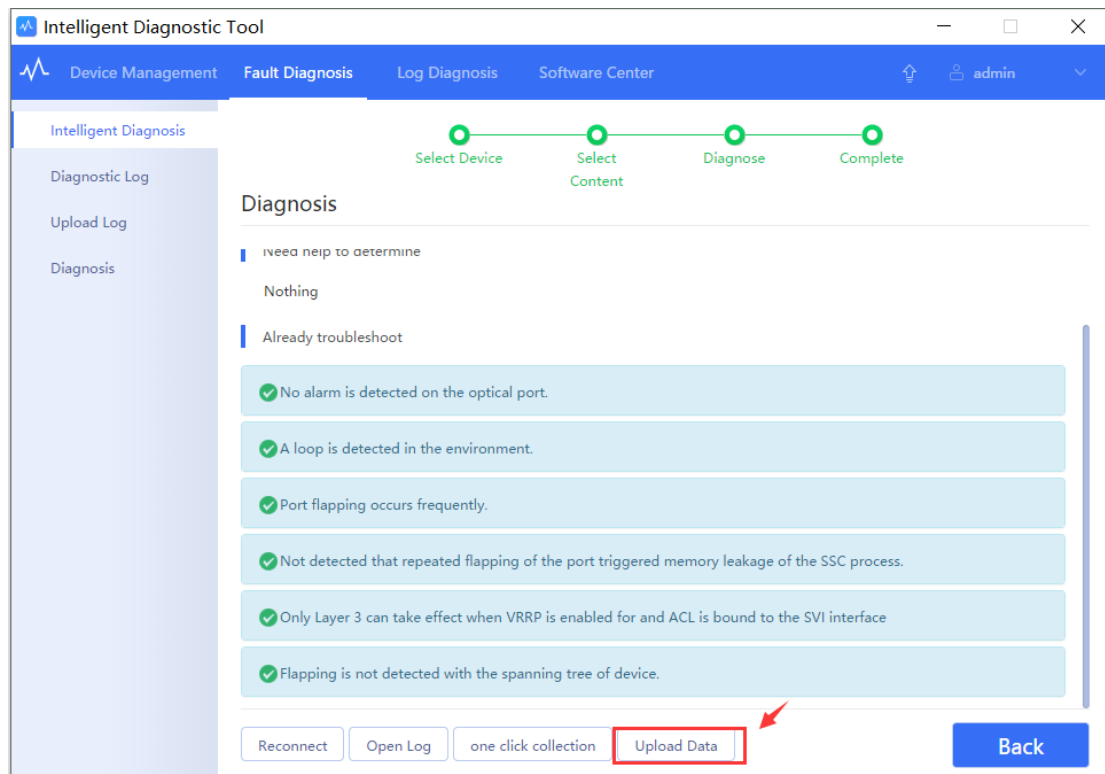 Intelligent Diagnostic Tool
Device Management Fault Diagnosis Log Diagnosis Software Center admin
Intelligent Diagnosis
Diagnostic Log
Upload Log
Diagnosis
Select Device Select Diagnose Complete
Content
Diagnosis
Need help to determine
Nothing
Already troubleshoot
No alarm is detected on the optical port.
A loop is detected in the environment.
Port flapping occurs frequently.
Not detected that repeated flapping of the port triggered memory leakage of the SSC process.
Only Layer 3 can take effect when VRRP is enabled for and ACL is bound to the SVI interface
Flapping is not detected with the spanning tree of device.
Reconnect Open Log one click collection Upload Data Back